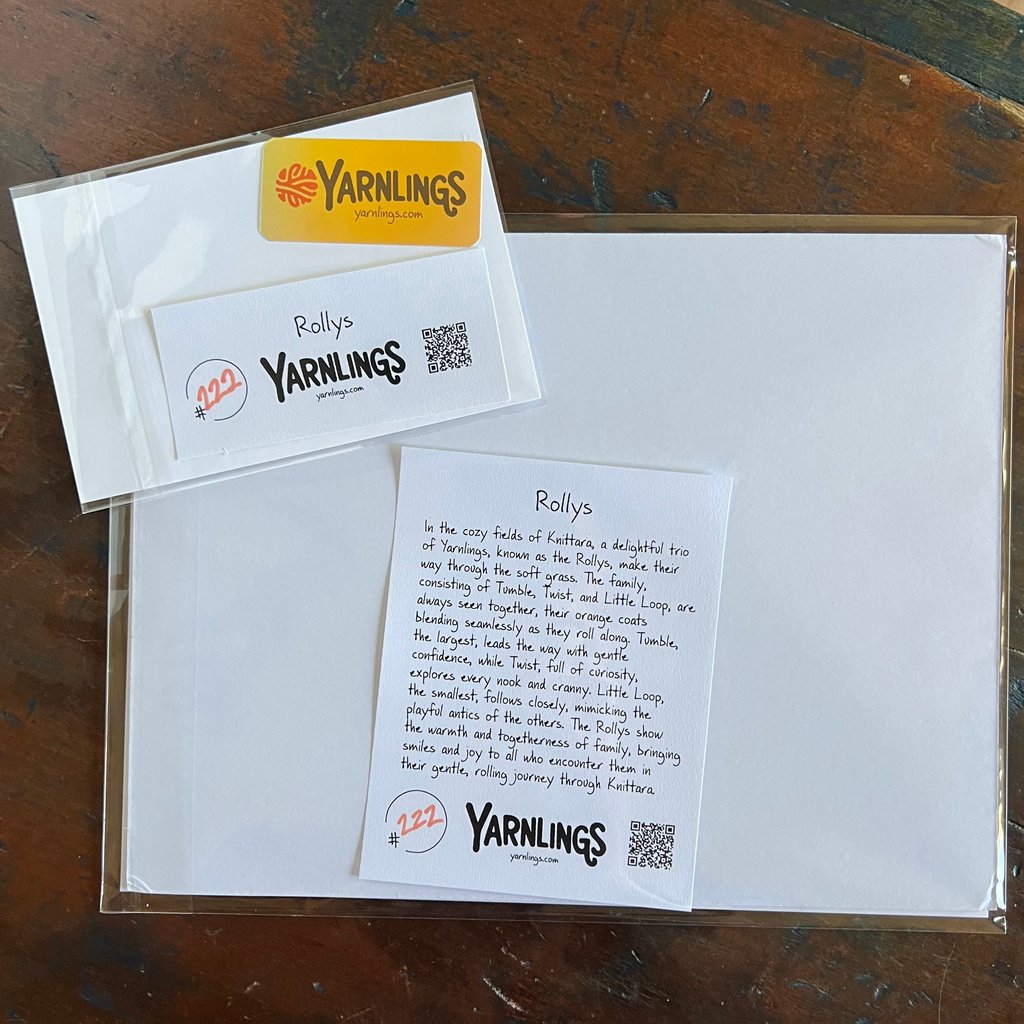 YARNLINGS
yarnlings.com
Rollys
#222
YARNLINGS
yarnlings.com
Rollys
In the cozy fields of Knittara, a delightful trio
of Yarnlings, known as the Rollys, make their
way through the soft grass. The family,
consisting of Tumble, Twist, and Little Loop, are
always seen together, their orange coats
blending seamlessly as they roll along. Tumble,
the largest, leads the way with gentle
confidence, while Twist, full of curiosity,
explores every nook and cranny. Little Loop,
the smallest, follows closely, mimicking the
playful antics of the others. The Rollys show
the warmth and togetherness of family, bringing
smiles and joy to all who encounter them in
their gentle, rolling journey through Knittara.
#222
YARNLINGS
yarnlings.com